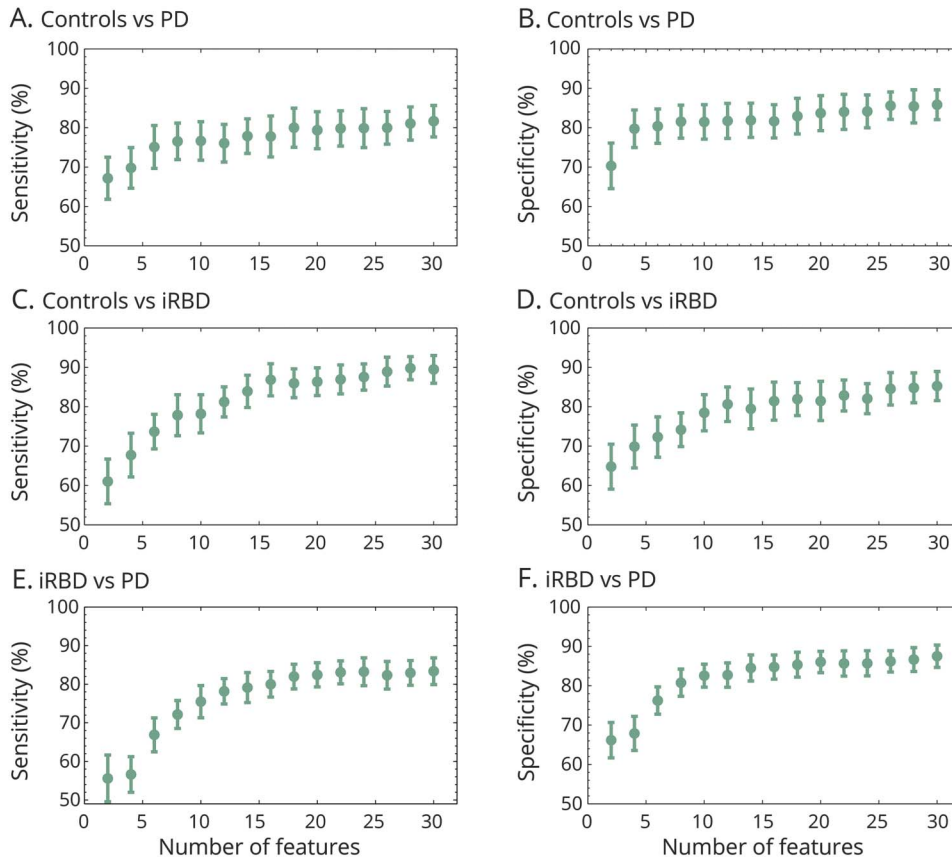 A. Controls vs PD
Sensitivity (%)
100
90
80
70
60
50
0 5 10 15 20 25 30
B. Controls vs PD
Specificity (%)
100
90
80
70
60
50
0 5 10 15 20 25 30
C. Controls vs iRBD
Sensitivity (%)
100
90
80
70
60
50
0 5 10 15 20 25 30
D. Controls vs iRBD
Specificity (%)
100
90
80
70
60
50
0 5 10 15 20 25 30
E. iRBD vs PD
Sensitivity (%)
100
90
80
70
60
50
0 5 10 15 20 25 30
Number of features
F. iRBD vs PD
Specificity (%)
100
90
80
70
60
50
0 5 10 15 20 25 30
Number of features